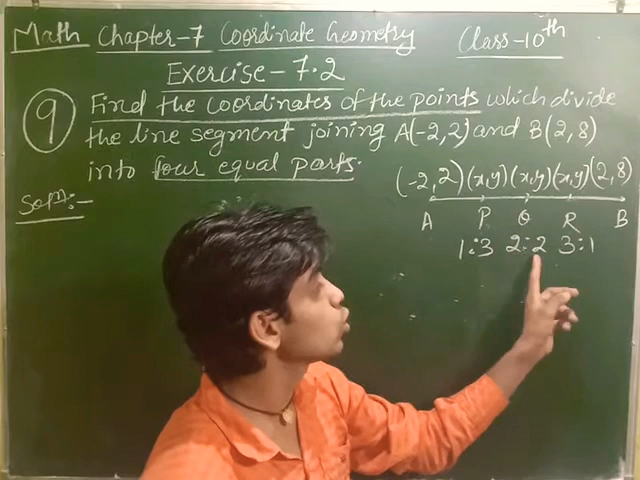 Math Chapter-7 Coordinate Geometry Class-10th
Exercise-7.2
9 Find the coordinates of the points which divide
the line segment joining A(-2,2) and B(2,8)
into four equal parts.
Solⁿ:-
(-2,2) (x,y) (x,y) (x,y) (2,8)
A P Q R B
1:3 2:2 3:1